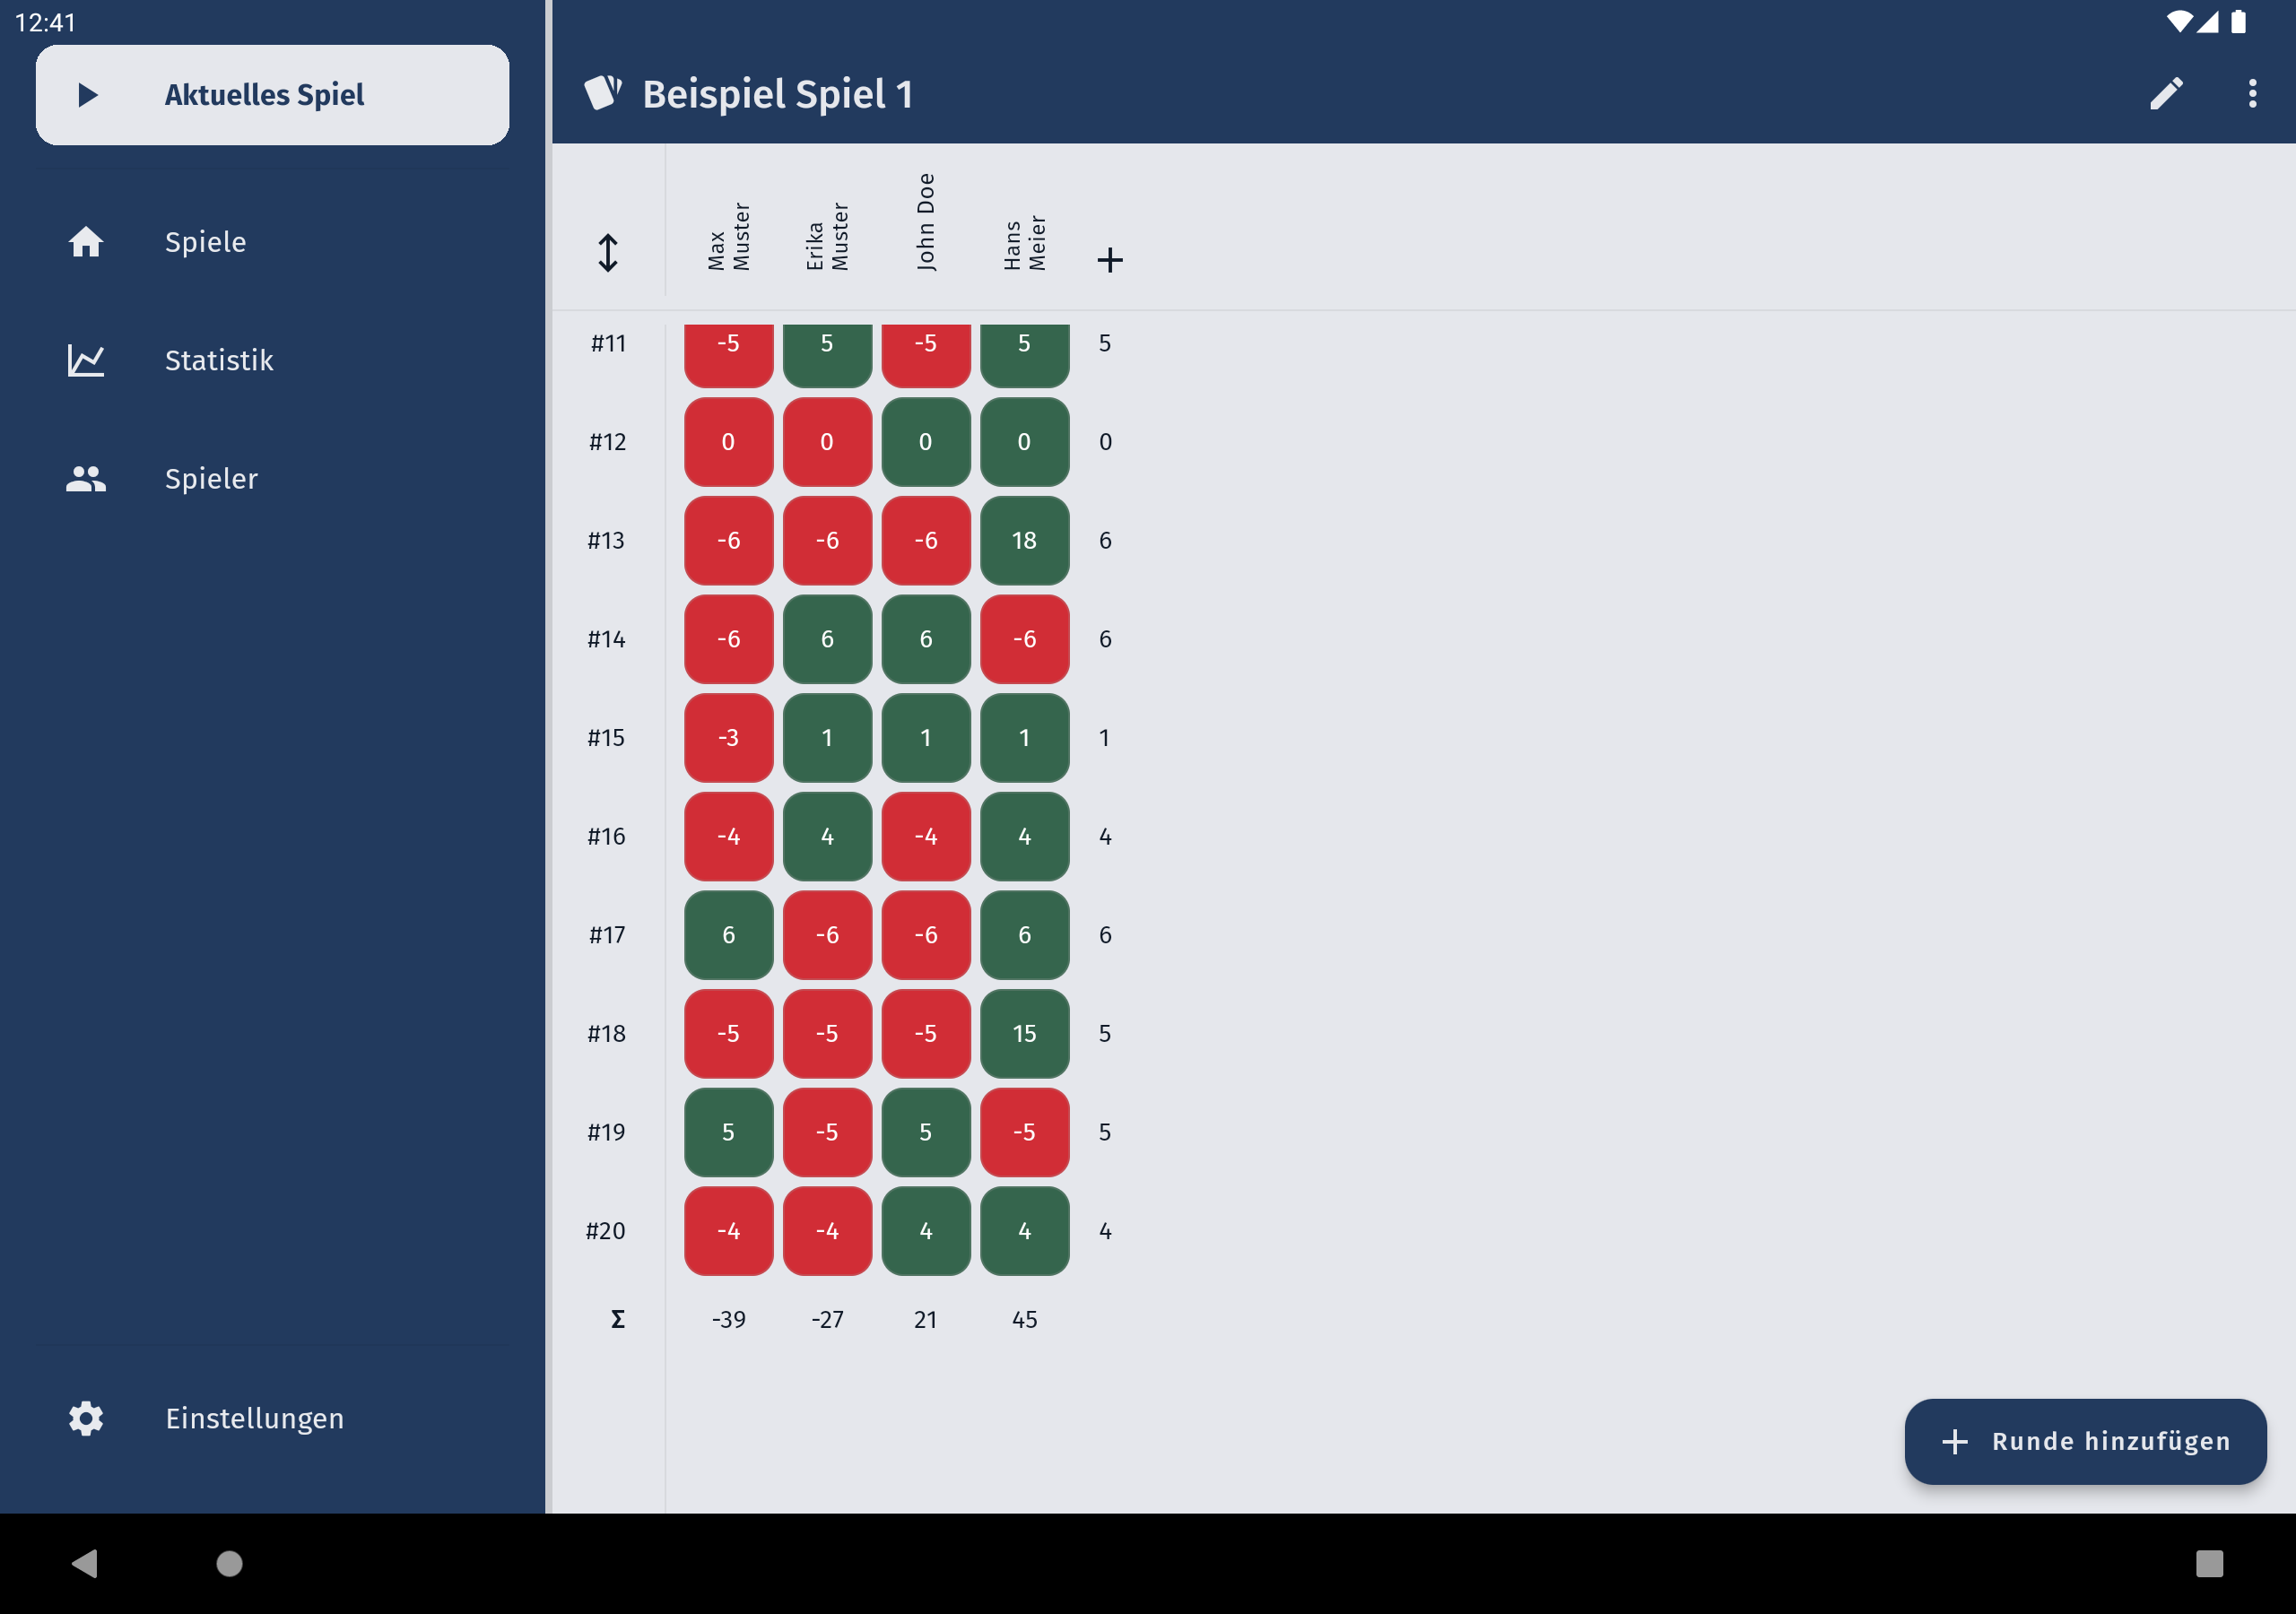 12:41
Aktuelles Spiel
Spiele
Statistik
Spieler
Einstellungen
Beispiel Spiel 1
Max
Muster
Erika
Muster
John Doe
Hans
Meier
#11 -5 5 -5 5 5
#12 0 0 0 0 0
#13 -6 -6 -6 18 6
#14 -6 6 6 -6 6
#15 -3 1 1 1 1
#16 -4 4 -4 4 4
#17 6 -6 -6 6 6
#18 -5 -5 -5 15 5
#19 5 -5 5 -5 5
#20 -4 -4 4 4 4
Σ -39 -27 21 45
Runde hinzufügen